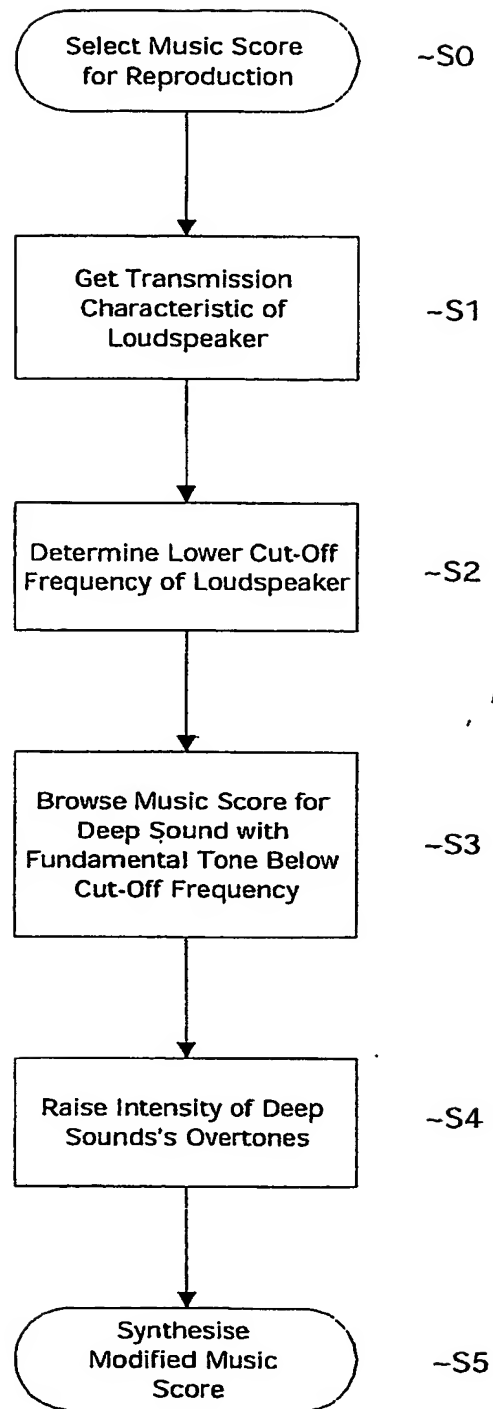 Select Music Score
for Reproduction
~S0
Get Transmission
Characteristic of
Loudspeaker
~S1
Determine Lower Cut-Off
Frequency of Loudspeaker
~S2
Browse Music Score for
Deep Sound with
Fundamental Tone Below
Cut-Off Frequency
~S3
Raise Intensity of Deep
Sounds's Overtones
~S4
Synthesise
Modified Music
Score
~S5